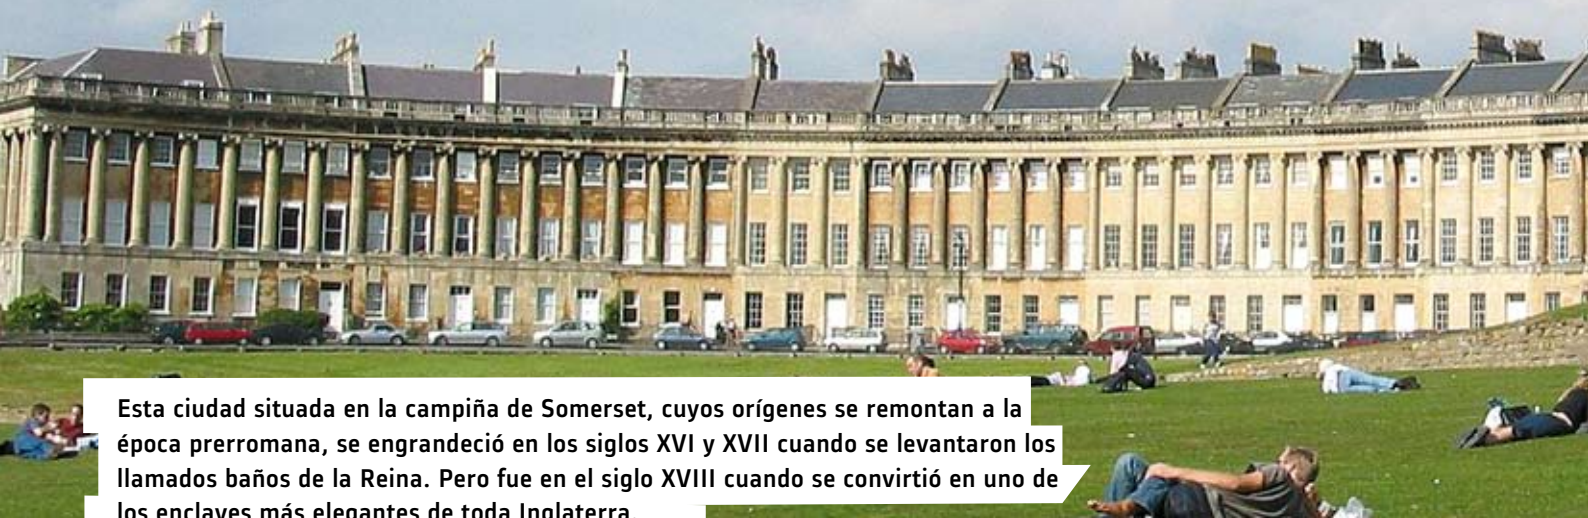 Esta ciudad situada en la campiña de Somerset, cuyos orígenes se remontan a la
época prerromana, se engrandeció en los siglos XVI y XVII cuando se levantaron los
llamados baños de la Reina. Pero fue en el siglo XVIII cuando se convirtió en uno de
los enclaves más elegantes de toda Inglaterra.